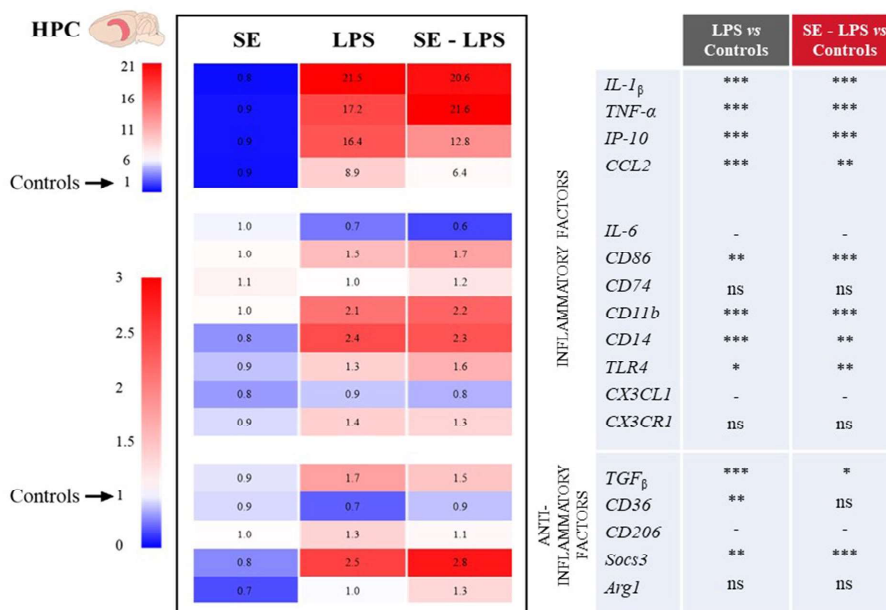 HPC
SE LPS SE - LPS
LPS vs Controls
SE - LPS vs Controls
21
16
11
6
1
Controls
0.8 21.5 20.6
0.9 17.2 21.6
0.9 16.4 12.8
0.9 8.9 6.4
3
2.5
2
1.5
1
0
Controls
1.0 0.7 0.6
1.0 1.5 1.7
1.1 1.0 1.2
1.0 2.1 2.2
0.8 2.4 2.3
0.9 1.3 1.6
0.8 0.9 0.8
0.9 1.4 1.3
0.9 1.7 1.5
0.9 0.7 0.9
1.0 1.3 1.1
0.8 2.5 2.8
0.7 1.0 1.3
INFLAMMATORY FACTORS
IL-1β *** ***
TNF-α *** ***
IP-10 *** ***
CCL2 *** **
IL-6 - -
CD86 ** ***
CD74 ns ns
CD11b *** ***
CD14 *** **
TLR4 * **
CX3CL1 - -
CX3CR1 ns ns
ANTI-
INFLAMMATORY
FACTORS
TGFβ *** *
CD36 ** ns
CD206 - -
Socs3 ** ***
Arg1 ns ns